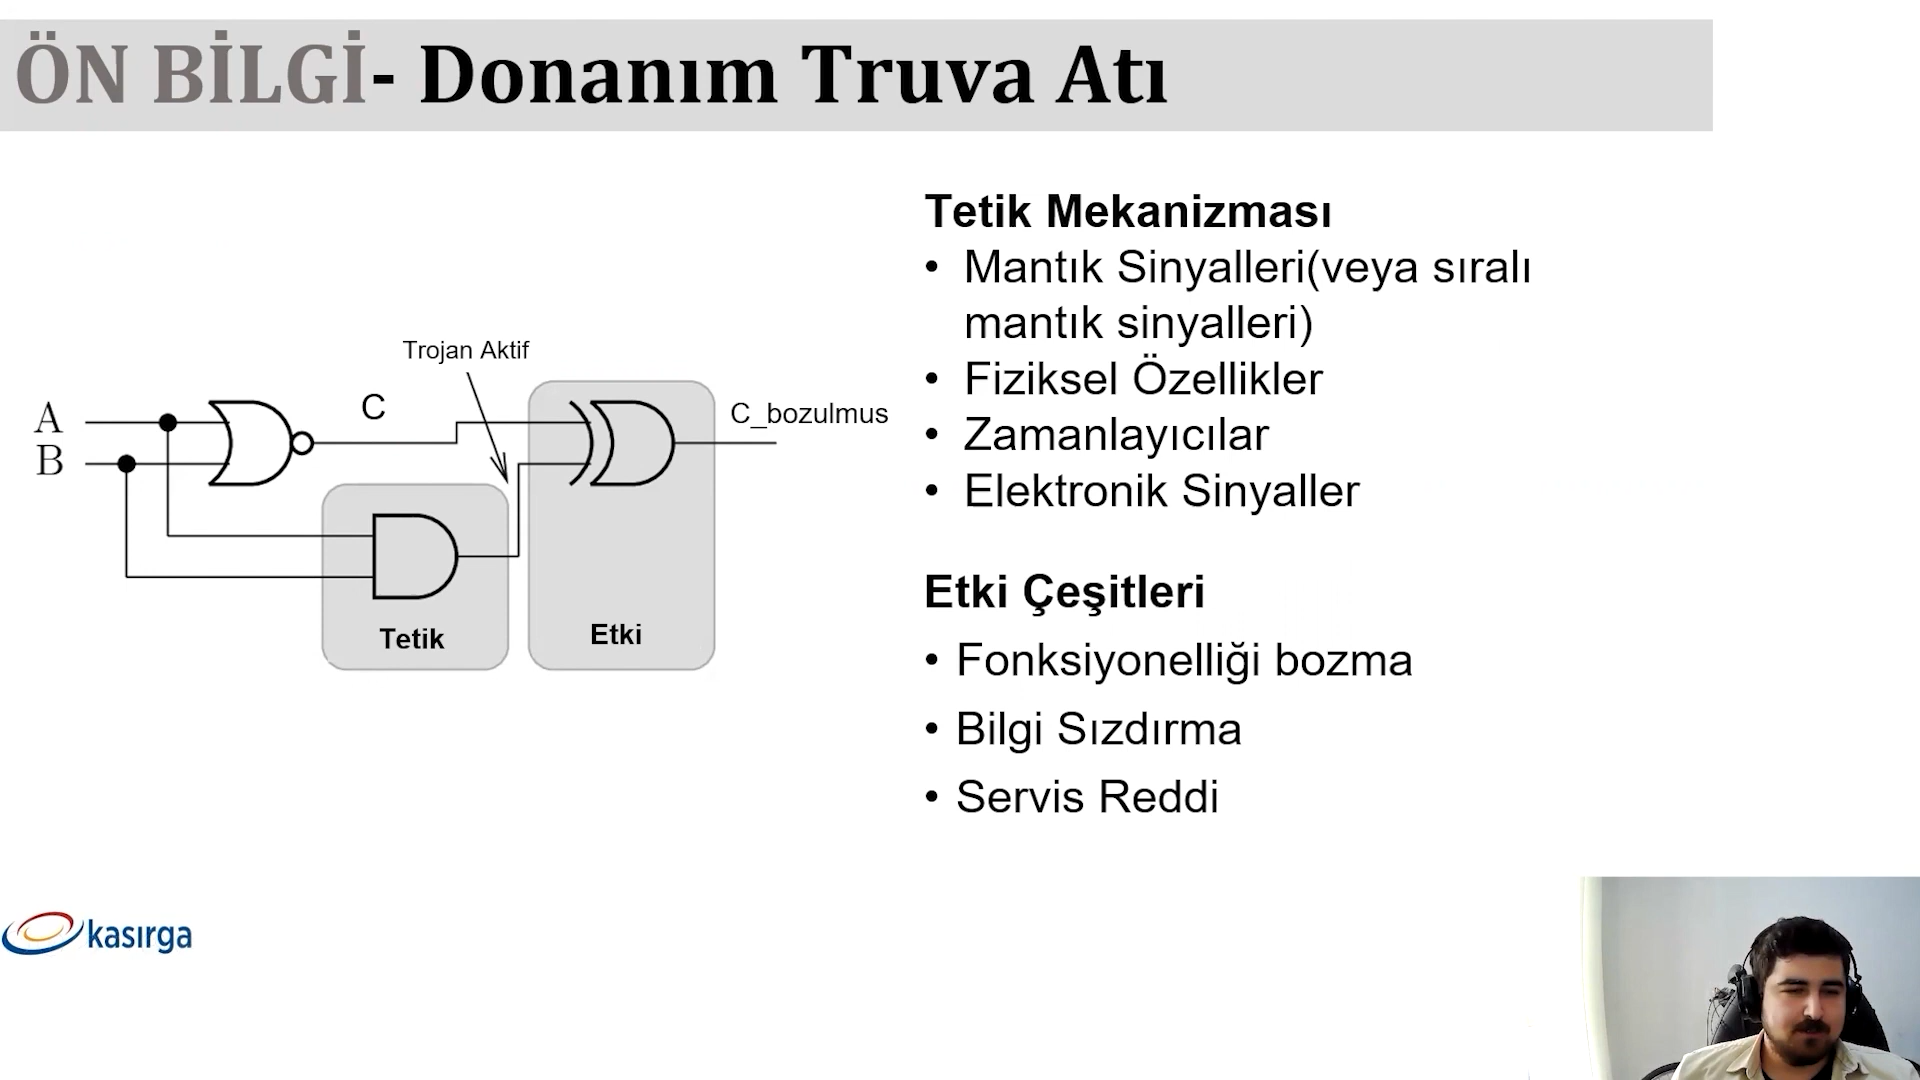 ÖN BİLGİ- Donanım Truva Atı
Tetik Mekanizması
• Mantık Sinyalleri(veya sıralı
mantık sinyalleri)
• Fiziksel Özellikler
• Zamanlayıcılar
• Elektronik Sinyaller
Etki Çeşitleri
• Fonksiyonelliği bozma
• Bilgi Sızdırma
• Servis Reddi
Trojan Aktif
A
B
C
C_bozulmus
Tetik
Etki
kasırga